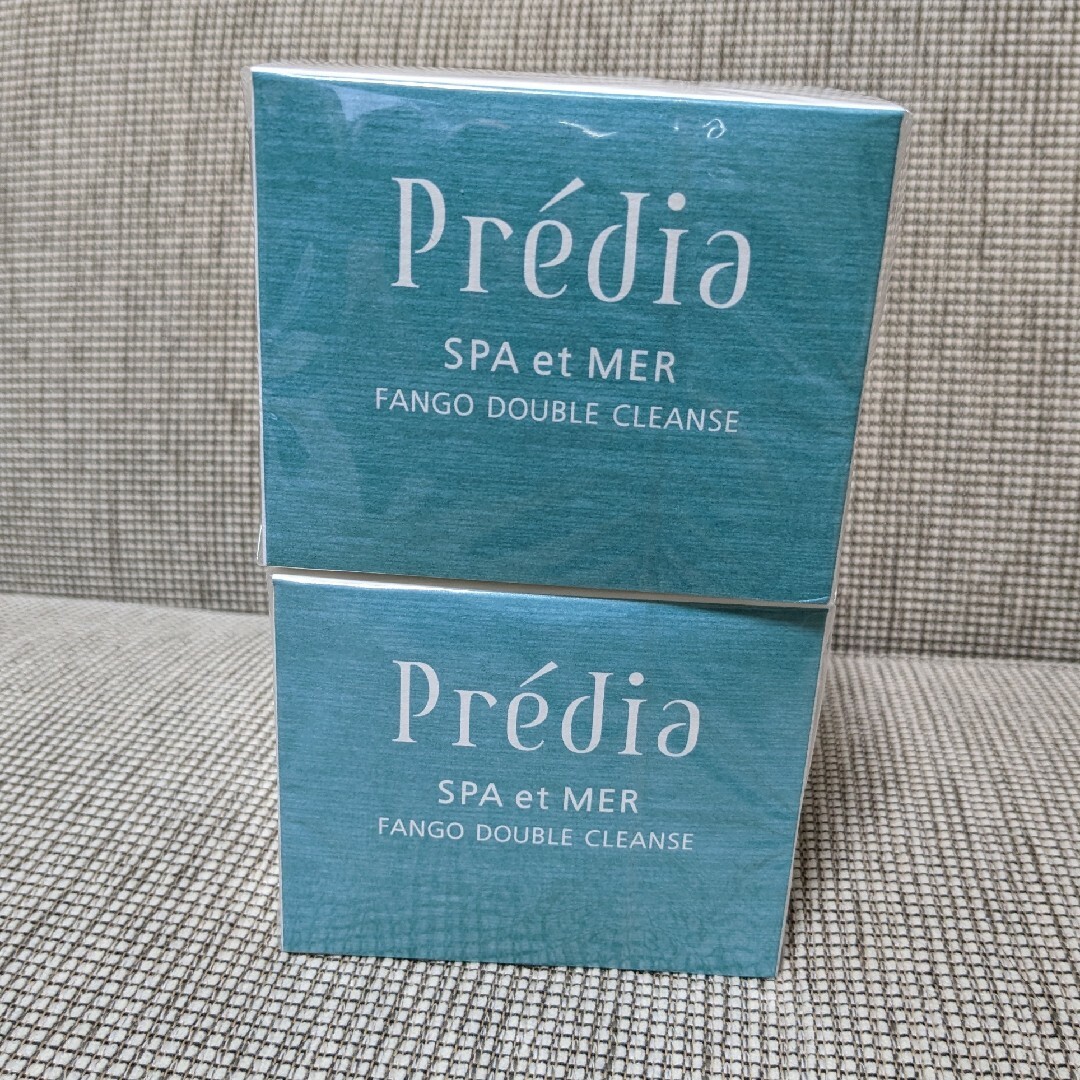 Prédia
SPA et MER
FANGO DOUBLE CLEANSE
Prédia
SPA et MER
FANGO DOUBLE CLEANSE